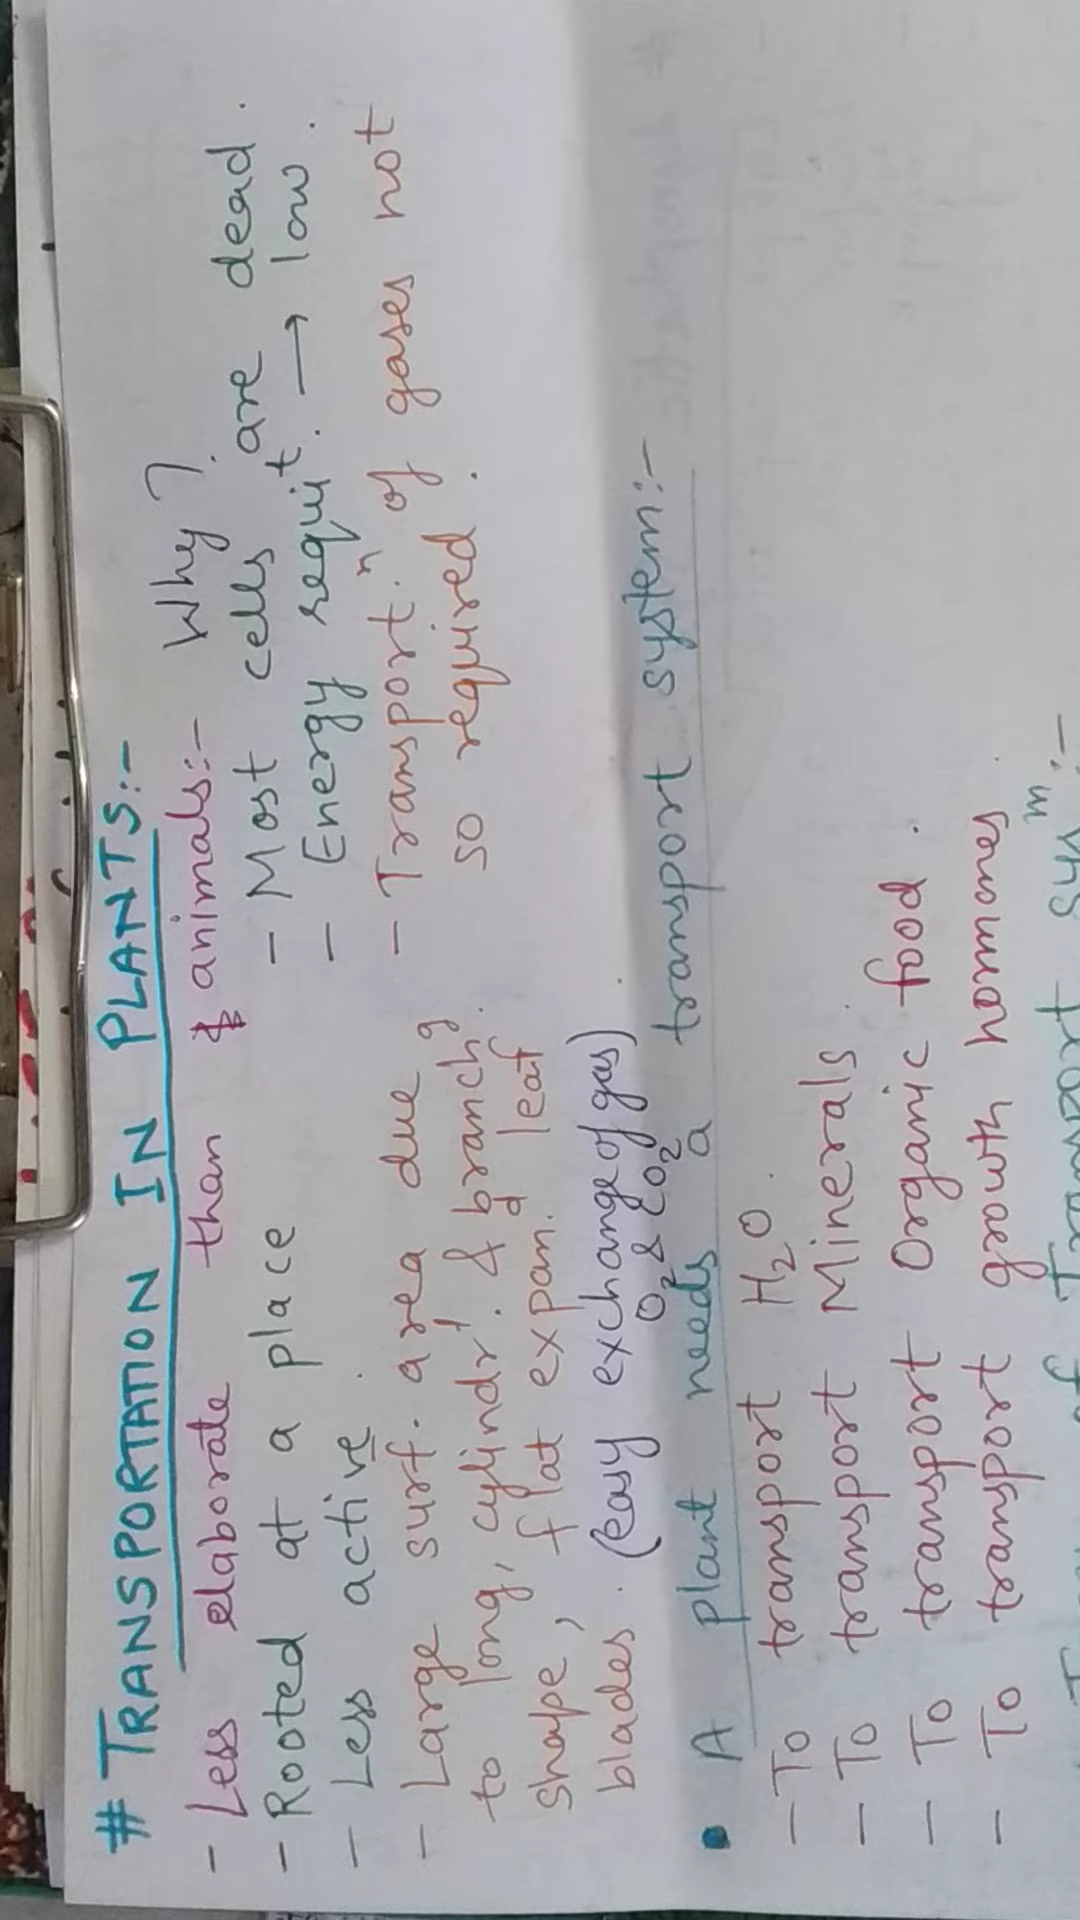 # TRANSPORTATION IN PLANTS:-
- Less elaborate than animals:- Why?
- Rooted at a place
- Less active.
- Large surf. area due
to long, cylindr'. & branch.g
shape, flat expan.d leaf
blades. (easy exchange of gas)
O2 & CO2
- Most cells are dead.
- Energy requi.t → low.
- Transport.n of gases not
so required.
• A plant needs a transport system:-
- To transport H2O.
- To transport Minerals.
- To transport Organic food.
- To transport growth hormones.